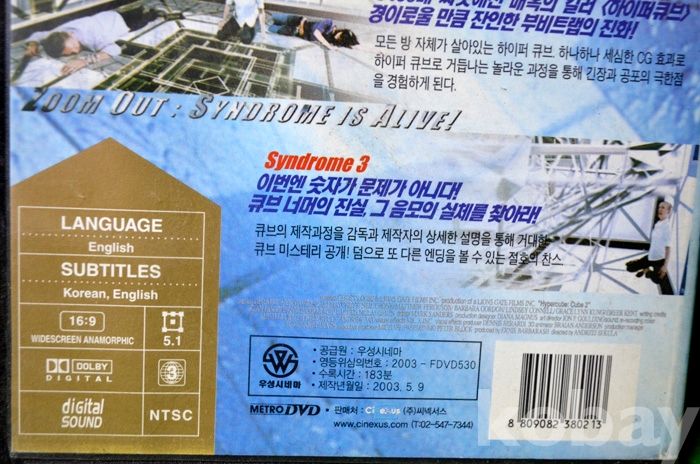 경이로울 만큼 잔인한 부비트랩의 진화!
모든 방 자체가 살아있는 하이퍼 큐브. 하나하나 세심한 CG 효과로
하이퍼 큐브로 거듭나는 놀라운 과정을 통해 긴장과 공포의 극한점
을 경험하게 된다.
ZOOM OUT : SYNDROME IS ALIVE!
Syndrome 3
이번엔 숫자가 문제가 아니다!
큐브 너머의 진실, 그 음모의 실체를 찾아라!
큐브의 제작과정을 감독과 제작자의 상세한 설명을 통해 거대한
큐브 미스테리 공개! 덤으로 또 다른 엔딩을 볼 수 있는 절호의 찬스
LANGUAGE
English
SUBTITLES
Korean, English
16:9
WIDESCREEN ANAMORPHIC
5.1
DOLBY
DIGITAL
3
digital
SOUND
NTSC
우성시네마
• 공급원 : 우성시네마
• 영등위심의번호 : 2003 - FDVD530
• 수록시간 : 183분
• 제작년월일 : 2003. 5. 9
METRO DVD • 판매처 : Cinexus (주)씨넥서스
www.cinexus.com (T:02-547-7344)
8 809082 380213
kobay